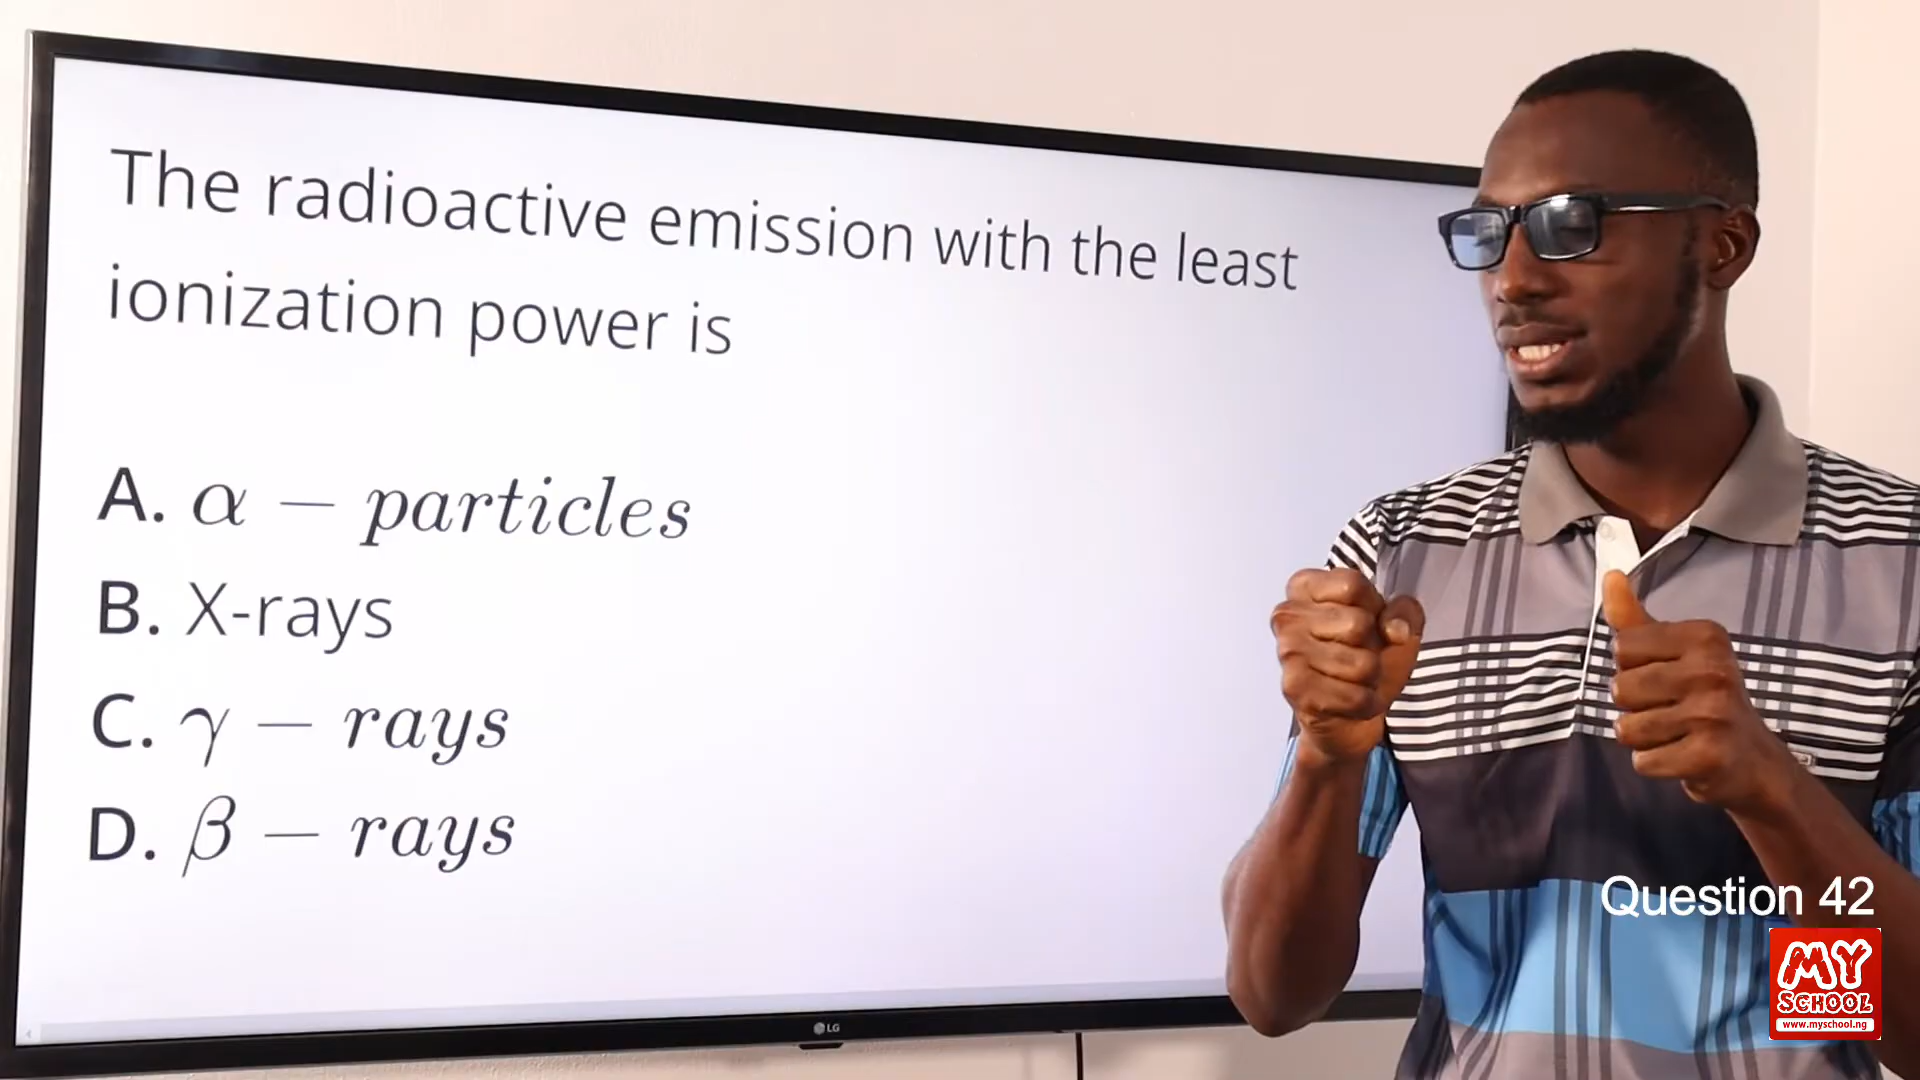 The radioactive emission with the least
ionization power is
A. α − particles
B. X-rays
C. γ − rays
D. β − rays
Question 42
MY
SCHOOL
www.myschool.ng
LG